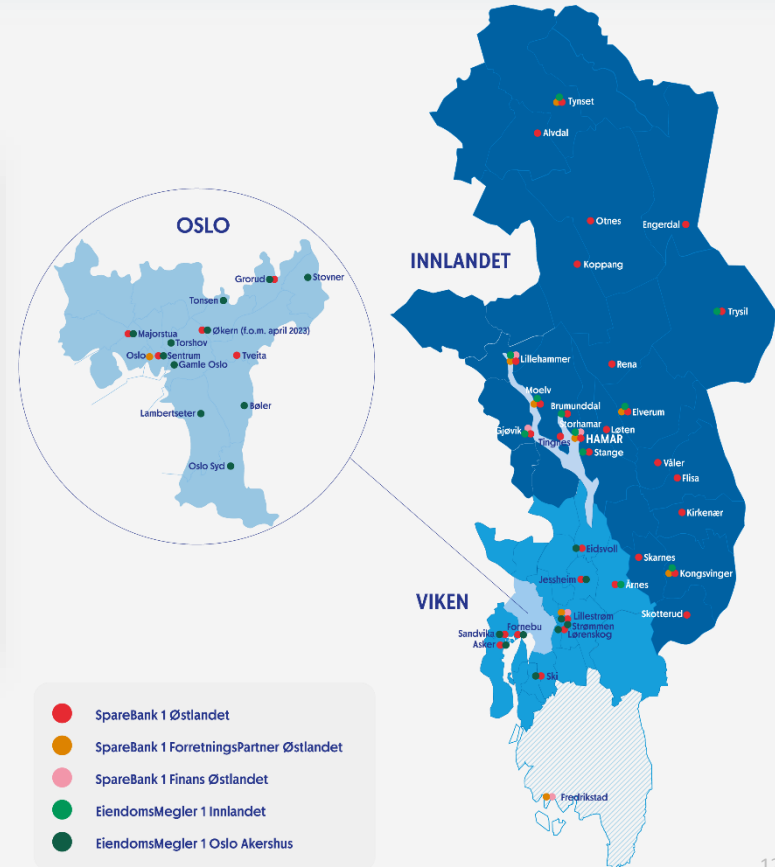 Tynset
Alvdal
Otnes
Engerdal
OSLO
INNLANDET
Koppang
Grorud
Stovner
Tonsen
Trysil
Majorstua
Økern (f.o.m. april 2023)
Torshov
Oslo
Sentrum
Tveita
Gamle Oslo
Lillehammer
Rena
Moelv
Brumunddal
Elverum
Lambertseter
Bøler
Storhamar
Gjøvik
Løten
Tingnes
HAMAR
Stange
Oslo Syd
Våler
Flisa
Kirkenær
Eidsvoll
Skarnes
Kongsvinger
Jessheim
Årnes
VIKEN
Lillestrøm
Skotterud
Fornebu
Strømmen
Sandvika
Lørenskog
Asker
Ski
SpareBank 1 Østlandet
SpareBank 1 ForretningsPartner Østlandet
SpareBank 1 Finans Østlandet
EiendomsMegler 1 Innlandet
EiendomsMegler 1 Oslo Akershus
Fredrikstad